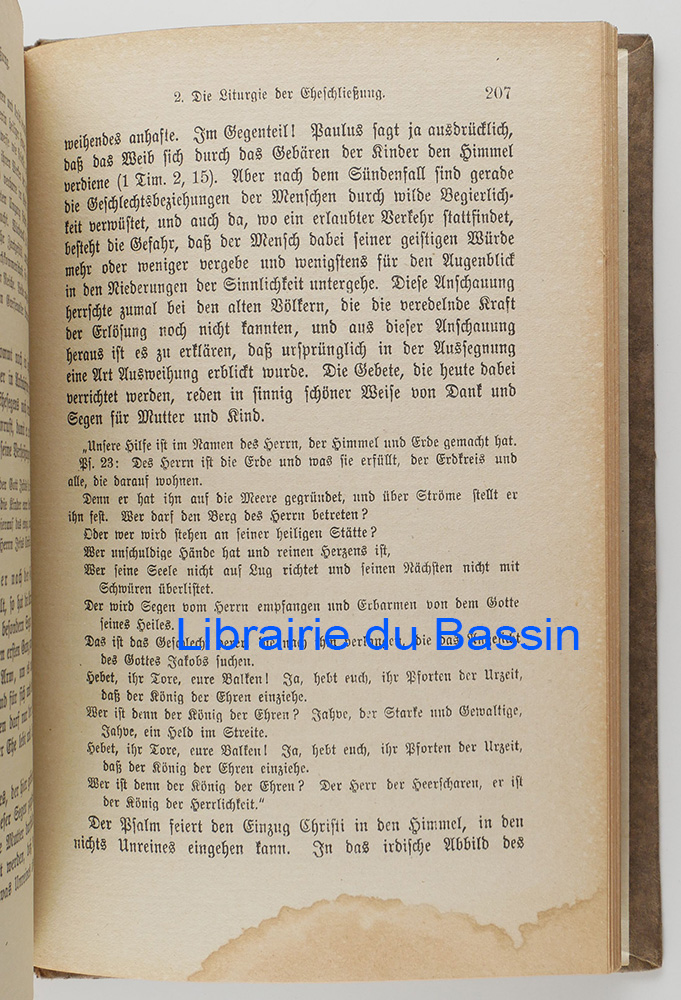 2. Die Liturgie der Eheschließung. 207
weihendes anhafte. Im Gegenteil! Paulus sagt ja ausdrücklich,
daß das Weib sich durch das Gebären der Kinder den Himmel
verdiene (1 Tim. 2, 15). Aber nach dem Sündenfall sind gerade
die Geschlechtsbeziehungen der Menschen durch wilde Begierlich-
keit verwüstet, und auch da, wo ein erlaubter Verkehr stattfindet,
besteht die Gefahr, daß der Mensch dabei seiner geistigen Würde
mehr oder weniger vergebe und wenigstens für den Augenblick
in den Niederungen der Sinnlichkeit untergehe. Diese Anschauung
herrschte zumal bei den alten Völkern, die die veredelnde Kraft
der Erlösung noch nicht kannten, und aus dieser Anschauung
heraus ist es zu erklären, daß ursprünglich in der Aussegnung
eine Art Ausweihung erblickt wurde. Die Gebete, die heute dabei
verrichtet werden, reden in sinnig schöner Weise von Dank und
Segen für Mutter und Kind.
„Unsere Hilfe ist im Namen des Herrn, der Himmel und Erde gemacht hat.
Ps. 23: Des Herrn ist die Erde und was sie erfüllt, der Erdkreis und
alle, die darauf wohnen.
Denn er hat ihn auf die Meere gegründet, und über Ströme stellt er
ihn fest. Wer darf den Berg des Herrn betreten?
Oder wer wird stehen an seiner heiligen Stätte?
Wer unschuldige Hände hat und reinen Herzens ist,
Wer seine Seele nicht auf Lug richtet und seinen Nächsten nicht mit
Schwüren überlistet.
Der wird Segen vom Herrn empfangen und Erbarmen von dem Gotte
seines Heiles.
Librairie du Bassin
Das ist das Geschlecht derer, die nach ihm verlangen, die das Angesicht
des Gottes Jakobs suchen.
Hebet, ihr Tore, eure Balken! Ja, hebt euch, ihr Pforten der Urzeit,
daß der König der Ehren einziehe.
Wer ist denn der König der Ehren? Jahve, der Starke und Gewaltige,
Jahve, ein Held im Streite.
Hebet, ihr Tore, eure Balken! Ja, hebt euch, ihr Pforten der Urzeit,
daß der König der Ehren einziehe.
Wer ist denn der König der Ehren? Der Herr der Heerscharen, er ist
der König der Herrlichkeit.“
Der Psalm feiert den Einzug Christi in den Himmel, in den
nichts Unreines eingehen kann. In das irdische Abbild des